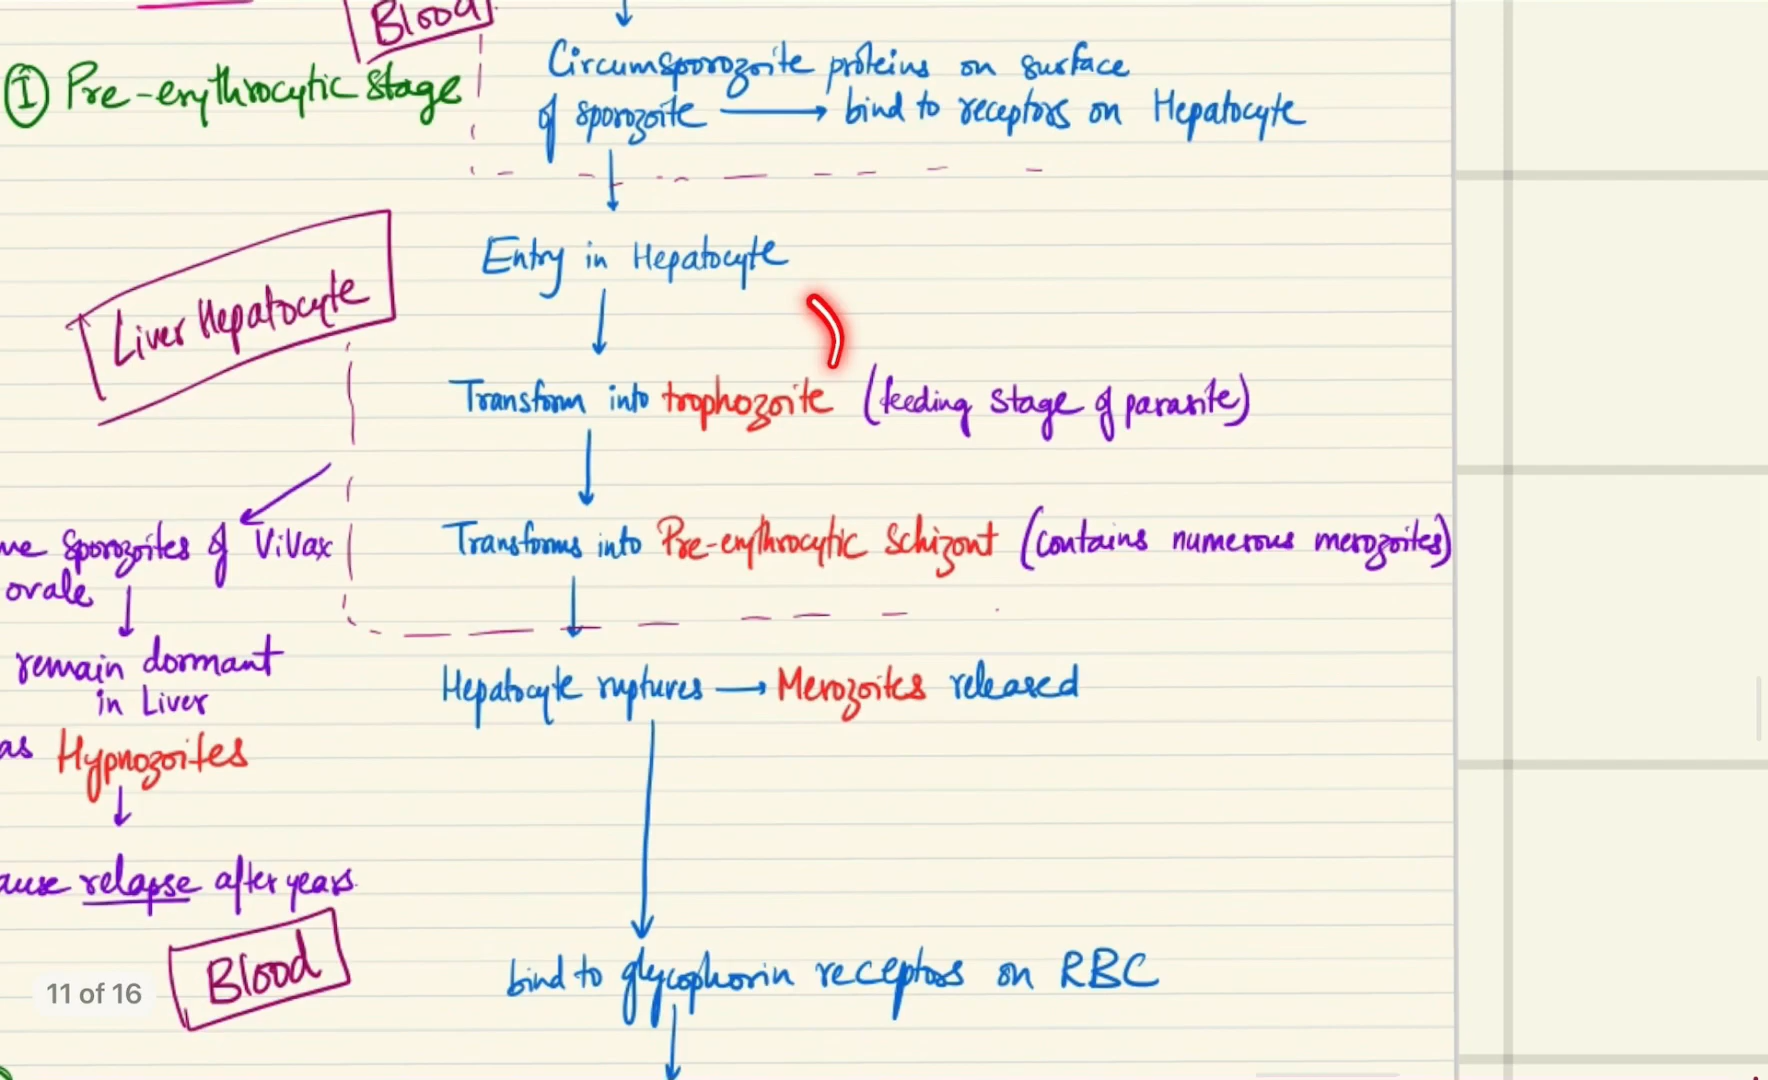 Blood
Circumsporozoite proteins on surface
① Pre-erythrocytic stage
of sporozoite → bind to receptors on Hepatocyte
Entry in Hepatocyte
Liver Hepatocyte
Transform into trophozoite (feeding stage of parasite)
Transforms into Pre-erythrocytic Schizont (contains numerous merozoites)
sporozoites of Vivax
ovale
remain dormant
in Liver
Hepatocyte ruptures → Merozoites released
as Hypnozoites
relapse after years
Blood
bind to glycophorin receptors on RBC
11 of 16